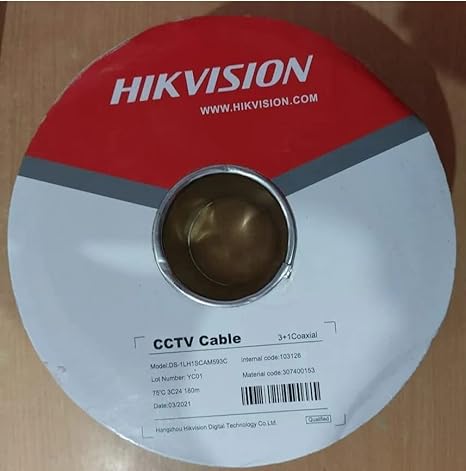 HIKVISION
WWW.HIKVISION.COM
CCTV Cable 3+1Coaxial
Model:DS-1LH1SCAM593C Internal code:103126
Lot Number: YC01 Material code:307400153
75°C 3C24 180m
Date:03/2021
Hangzhou Hikvision Digital Technology Co.Ltd. Qualified